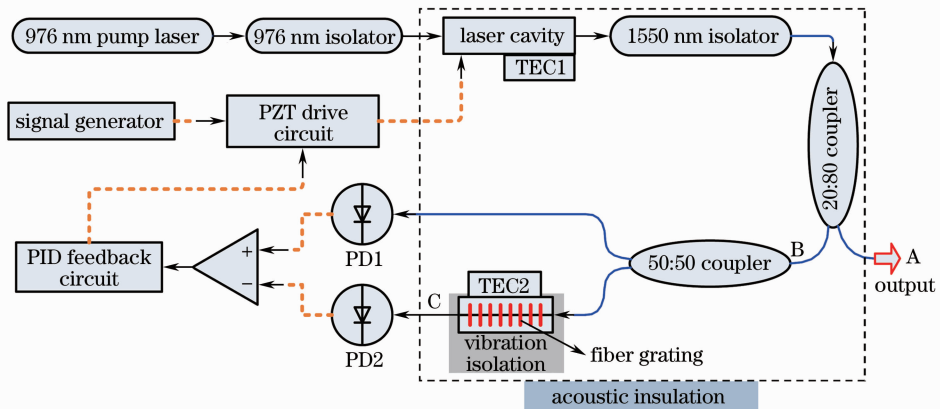 976 nm pump laser
976 nm isolator
laser cavity
TEC1
1550 nm isolator
20:80 coupler
signal generator
PZT drive
circuit
PID feedback
circuit
+
−
PD1
PD2
C
TEC2
vibration
isolation
fiber grating
50:50 coupler
B
A
output
acoustic insulation